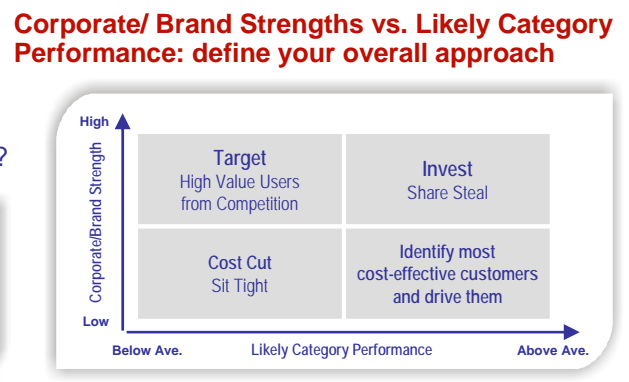 Corporate/ Brand Strengths vs. Likely Category
Performance: define your overall approach
?
High
Corporate/Brand Strength
Target
High Value Users
from Competition
Invest
Share Steal
Cost Cut
Sit Tight
Identify most
cost-effective customers
and drive them
Low
Below Ave.
Likely Category Performance
Above Ave.